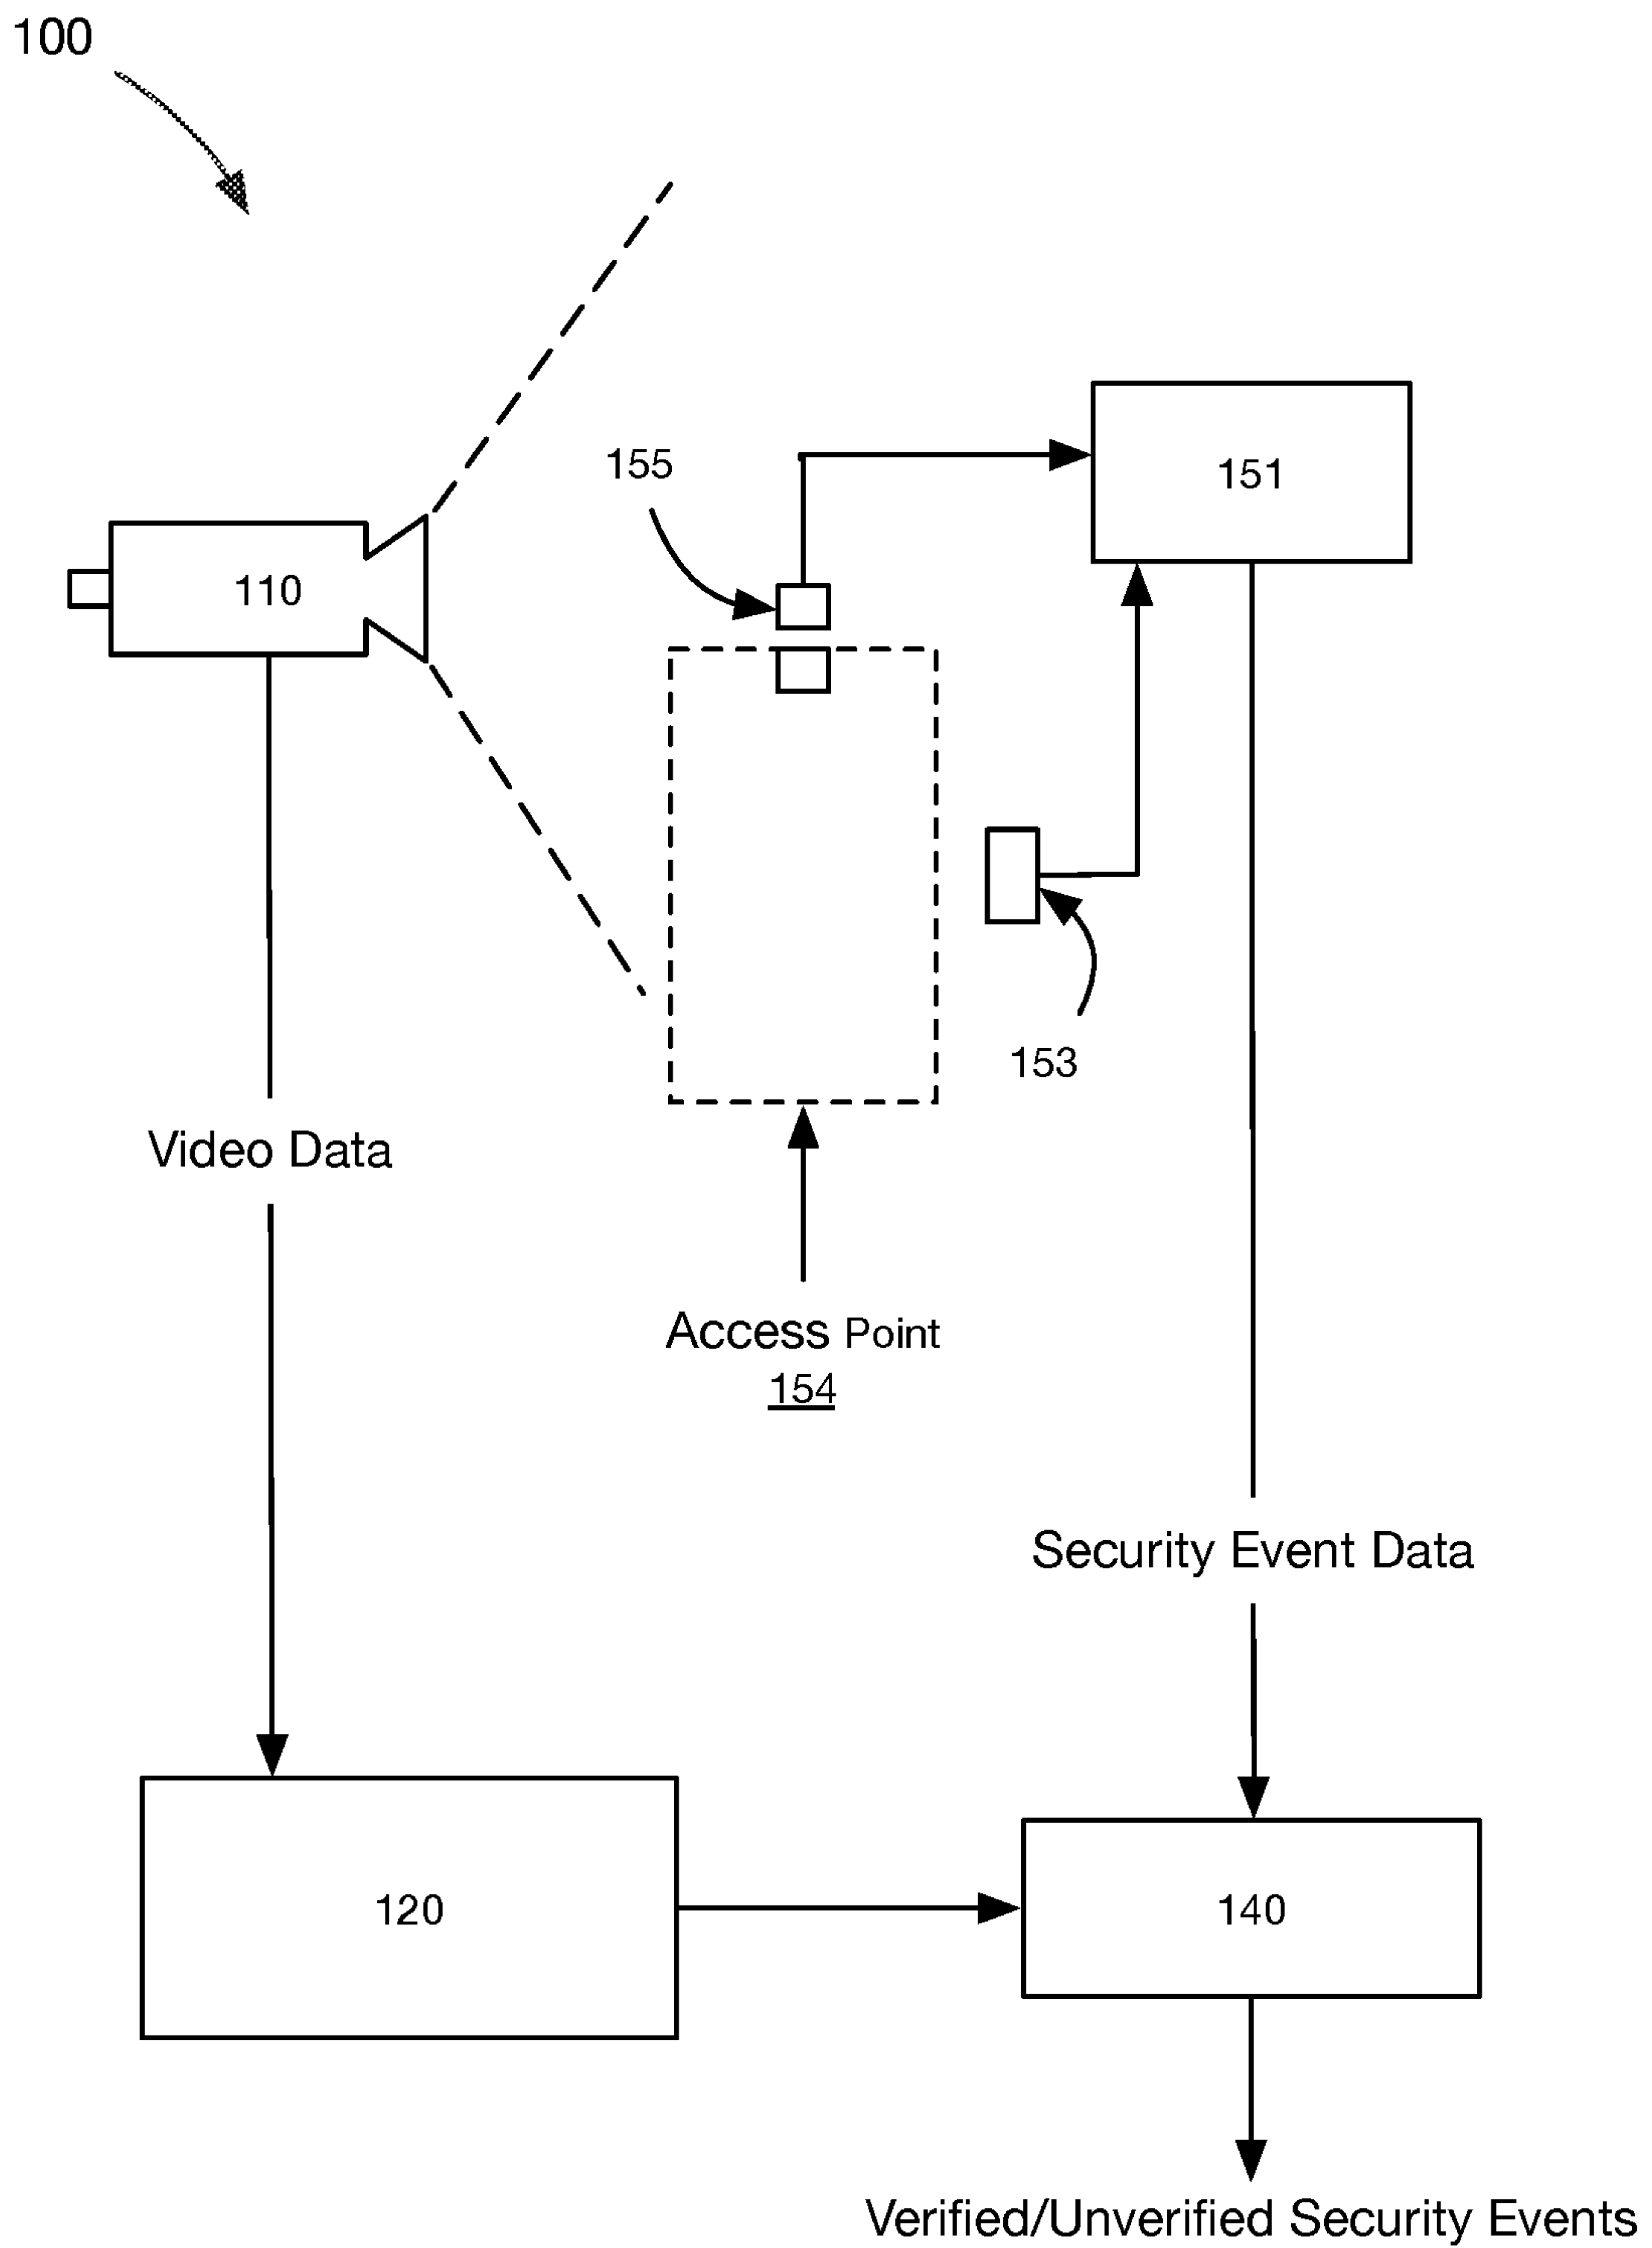 100
155
151
110
153
Video Data
Access Point
154
Security Event Data
120
140
Verified/Unverified Security Events